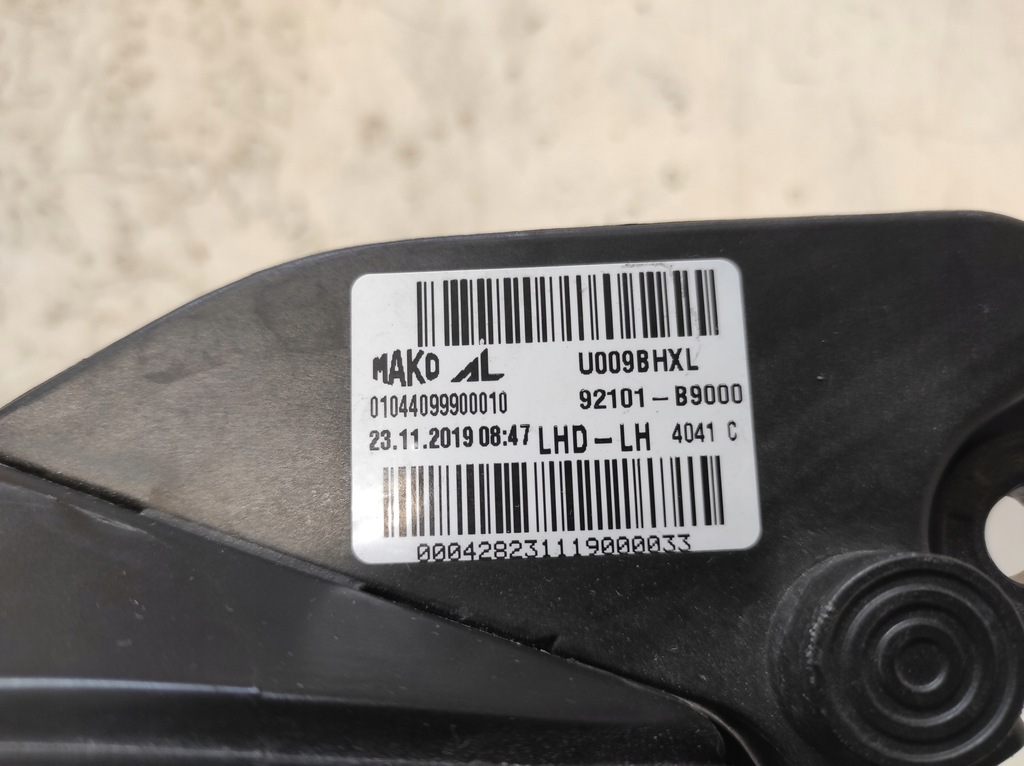 MAKO AL U009BHXL
01044099900010 92101-B9000
23.11.2019 08:47 LHD-LH 4041 C
000428231119000033